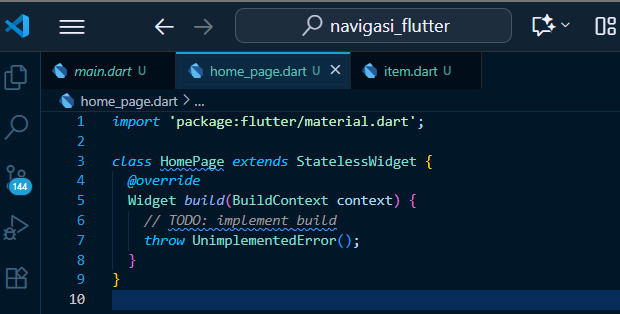 navigasi_flutter
main.dart U home_page.dart U item.dart U
home_page.dart > ...
1 import 'package:flutter/material.dart';
2
3 class HomePage extends StatelessWidget {
4 @override
5 Widget build(BuildContext context) {
6 // TODO: implement build
7 throw UnimplementedError();
8 }
9 }
10
144